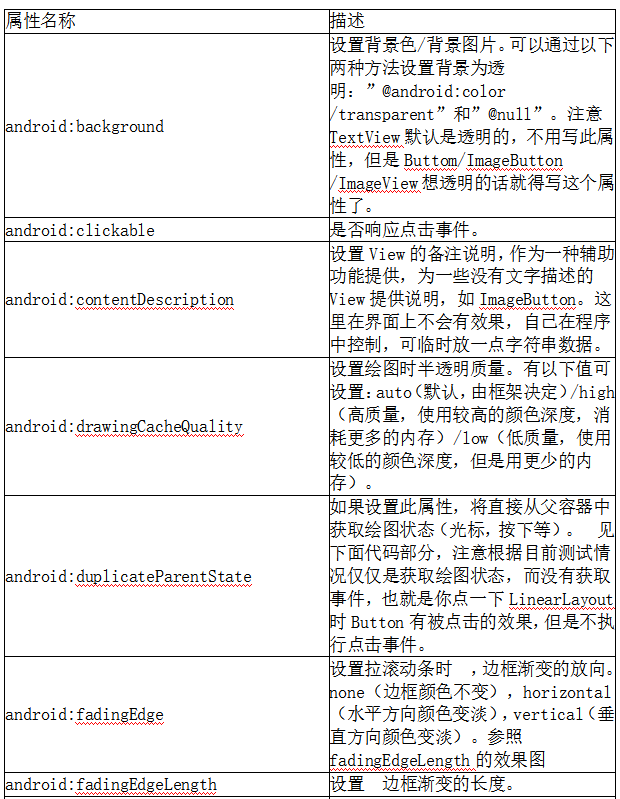 属性名称
描述
android:background
设置背景色/背景图片。可以通过以下
两种方法设置背景为透
明：”@android:color
/transparent”和”@null”。注意
TextView默认是透明的，不用写此属
性，但是Buttom/ImageButton
/ImageView想透明的话就得写这个属
性了。
android:clickable
是否响应点击事件。
android:contentDescription
设置View的备注说明，作为一种辅助
功能提供，为一些没有文字描述的
View提供说明，如ImageButton。这
里在界面上不会有效果，自己在程序
中控制，可临时放一点字符串数据。
android:drawingCacheQuality
设置绘图时半透明质量。有以下值可
设置：auto（默认，由框架决定）/high
（高质量，使用较高的颜色深度，消
耗更多的内存）/low（低质量，使用
较低的颜色深度，但是用更少的内
存）。
android:duplicateParentState
如果设置此属性，将直接从父容器中
获取绘图状态（光标，按下等）。 见
下面代码部分，注意根据目前测试情
况仅仅是获取绘图状态，而没有获取
事件，也就是你点一下LinearLayout
时Button有被点击的效果，但是不执
行点击事件。
android:fadingEdge
设置拉滚动条时 ，边框渐变的放向。
none（边框颜色不变），horizontal
（水平方向颜色变淡），vertical（垂
直方向颜色变淡）。参照
fadingEdgeLength的效果图
android:fadingEdgeLength
设置 边框渐变的长度。